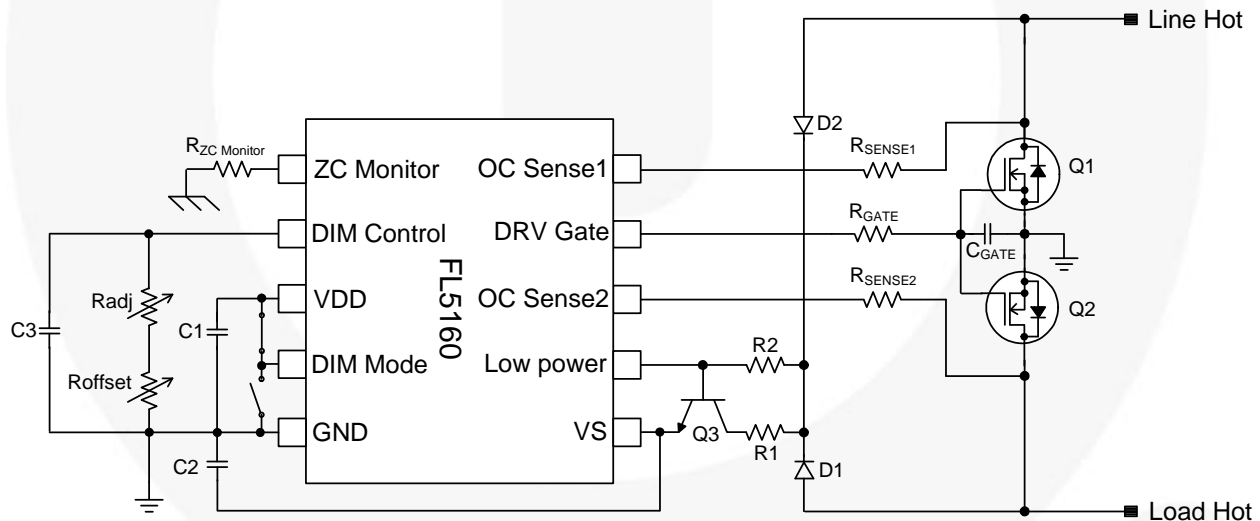 Line Hot
D2
RZC Monitor
RSENSE1
ZC Monitor
OC Sense1
Q1
RGATE
DIM Control
DRV Gate
CGATE
FL5160
RSENSE2
Radj
VDD
OC Sense2
Q2
C3
C1
R2
DIM Mode
Low power
Roffset
Q3
R1
GND
VS
C2
D1
Load Hot